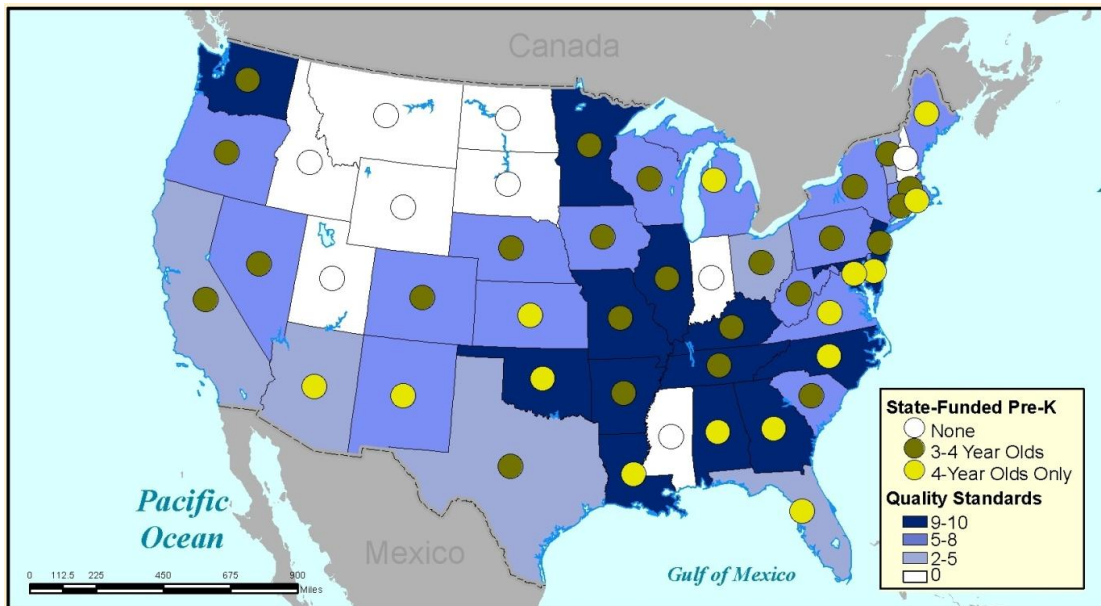 Canada
Pacific
Ocean
Mexico
Gulf of Mexico
0 112.5 225 450 675 900
Miles
State-Funded Pre-K
None
3-4 Year Olds
4-Year Olds Only
Quality Standards
9-10
5-8
2-5
0